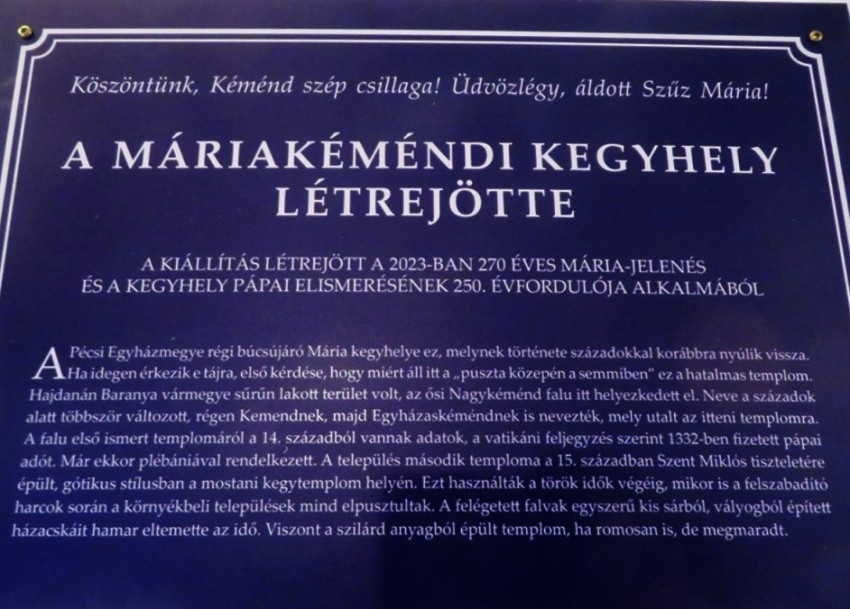 Köszöntünk, Kéménd szép csillaga! Üdvözlégy, áldott Szűz Mária!
A MÁRIAKÉMÉNDI KEGYHELY
LÉTREJÖTTE
A KIÁLLÍTÁS LÉTREJÖTT A 2023-BAN 270 ÉVES MÁRIA-JELENÉS
ÉS A KEGYHELY PÁPAI ELISMERÉSÉNEK 250. ÉVFORDULÓJA ALKALMÁBÓL
A Pécsi Egyházmegye régi búcsújáró Mária kegyhelye ez, melynek története századokkal korábbra nyúlik vissza.
Ha idegen érkezik e tájra, első kérdése, hogy miért áll itt a „puszta közepén a semmiben" ez a hatalmas templom.
Hajdanán Baranya vármegye sűrűn lakott terület volt, az ősi Nagykéménd falu itt helyezkedett el. Neve a századok
alatt többször változott, régen Kemendnek, majd Egyházaskéméndnek is nevezték, mely utalt az itteni templomra.
A falu első ismert templomáról a 14. századból vannak adatok, a vatikáni feljegyzés szerint 1332-ben fizetett pápai
adót. Már ekkor plébániával rendelkezett. A település második temploma a 15. században Szent Miklós tiszteletére
épült, gótikus stílusban a mostani kegytemplom helyén. Ezt használták a török idők végéig, mikor is a felszabadító
harcok során a környékbeli települések mind elpusztultak. A felégetett falvak egyszerű kis sárból, vályogból épített
házacskáit hamar eltemette az idő. Viszont a szilárd anyagból épült templom, ha romosan is, de megmaradt.